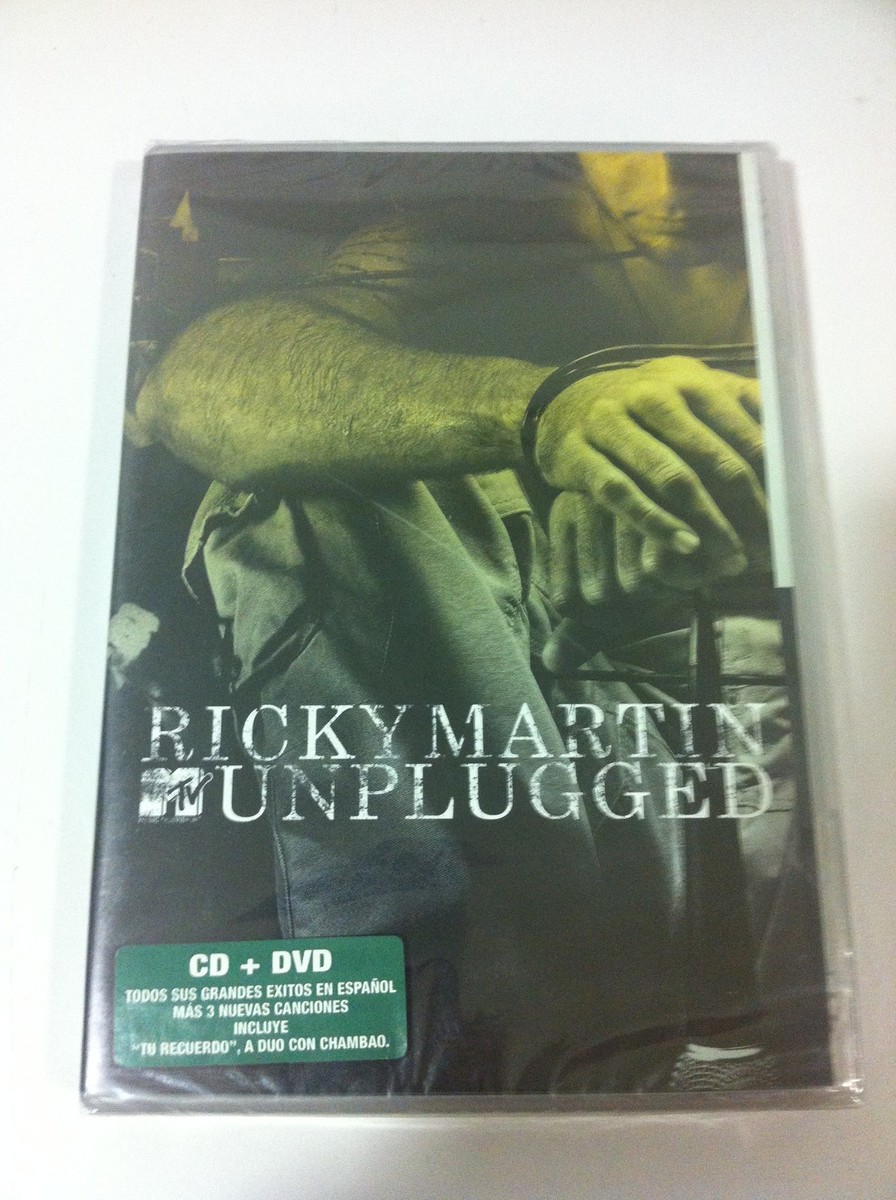 RICKY MARTIN
MTV UNPLUGGED
CD + DVD
TODOS SUS GRANDES EXITOS EN ESPAÑOL
MÁS 3 NUEVAS CANCIONES
INCLUYE
"TU RECUERDO", A DUO CON CHAMBAO.